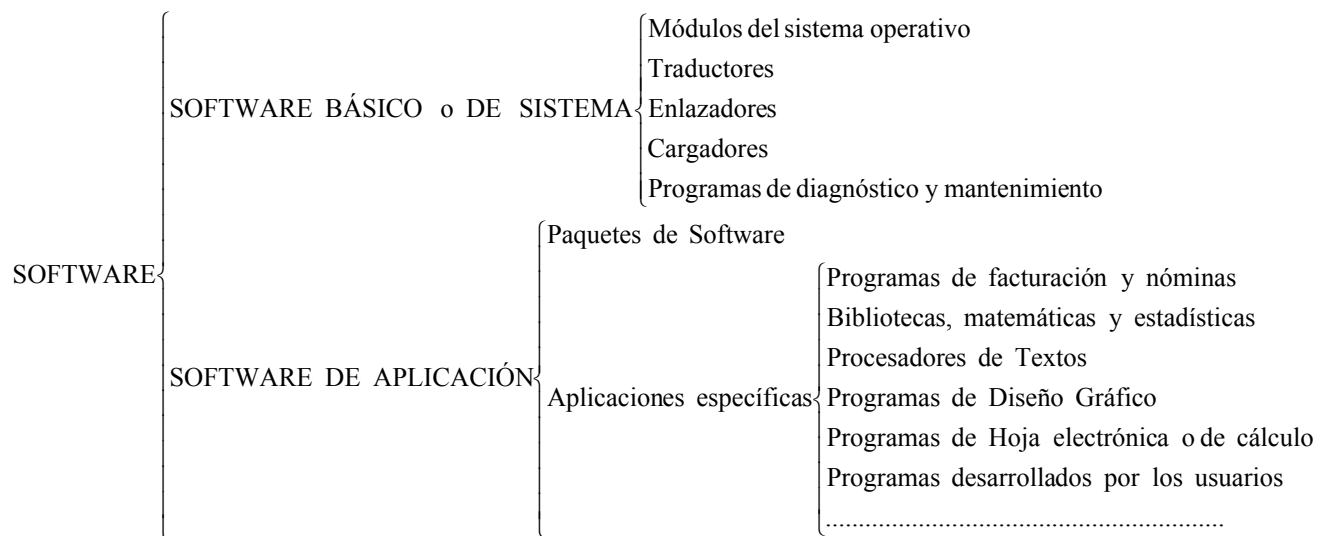 Módulos del sistema operativo
Traductores
SOFTWARE BÁSICO o DE SISTEMA
Enlazadores
Cargadores
Programas de diagnóstico y mantenimiento
SOFTWARE
Paquetes de Software
SOFTWARE DE APLICACIÓN
Aplicaciones específicas
Programas de facturación y nóminas
Bibliotecas, matemáticas y estadísticas
Procesadores de Textos
Programas de Diseño Gráfico
Programas de Hoja electrónica o de cálculo
Programas desarrollados por los usuarios
............................................................